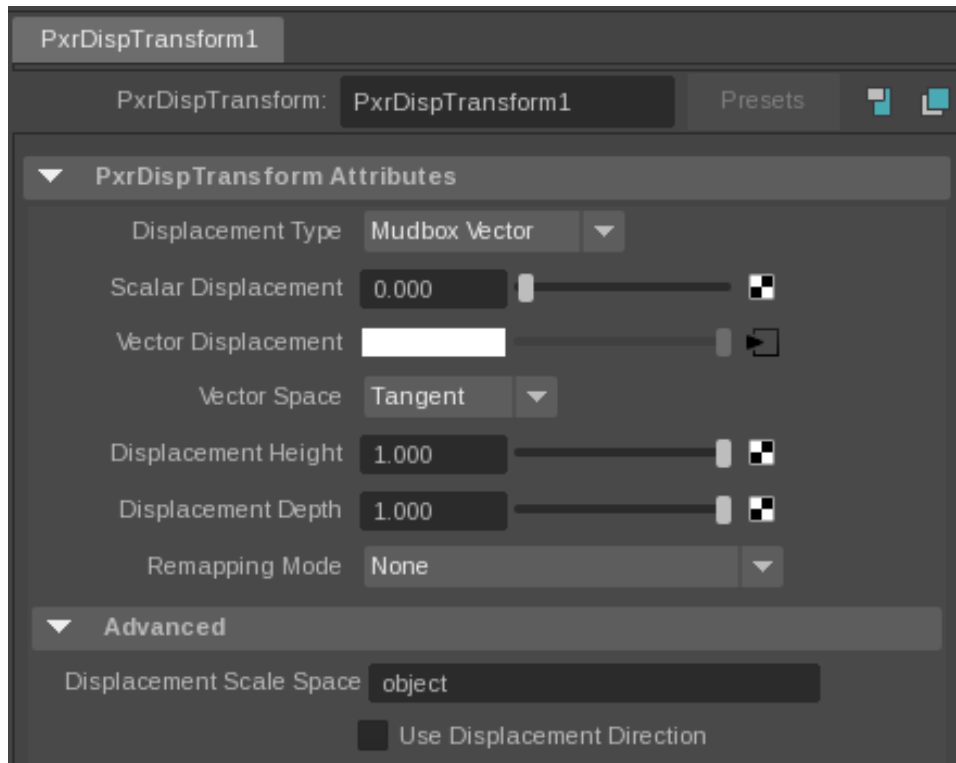 PxrDispTransform1
PxrDispTransform: PxrDispTransform1 Presets
PxrDispTransform Attributes
Displacement Type Mudbox Vector
Scalar Displacement 0.000
Vector Displacement
Vector Space Tangent
Displacement Height 1.000
Displacement Depth 1.000
Remapping Mode None
Advanced
Displacement Scale Space object
Use Displacement Direction